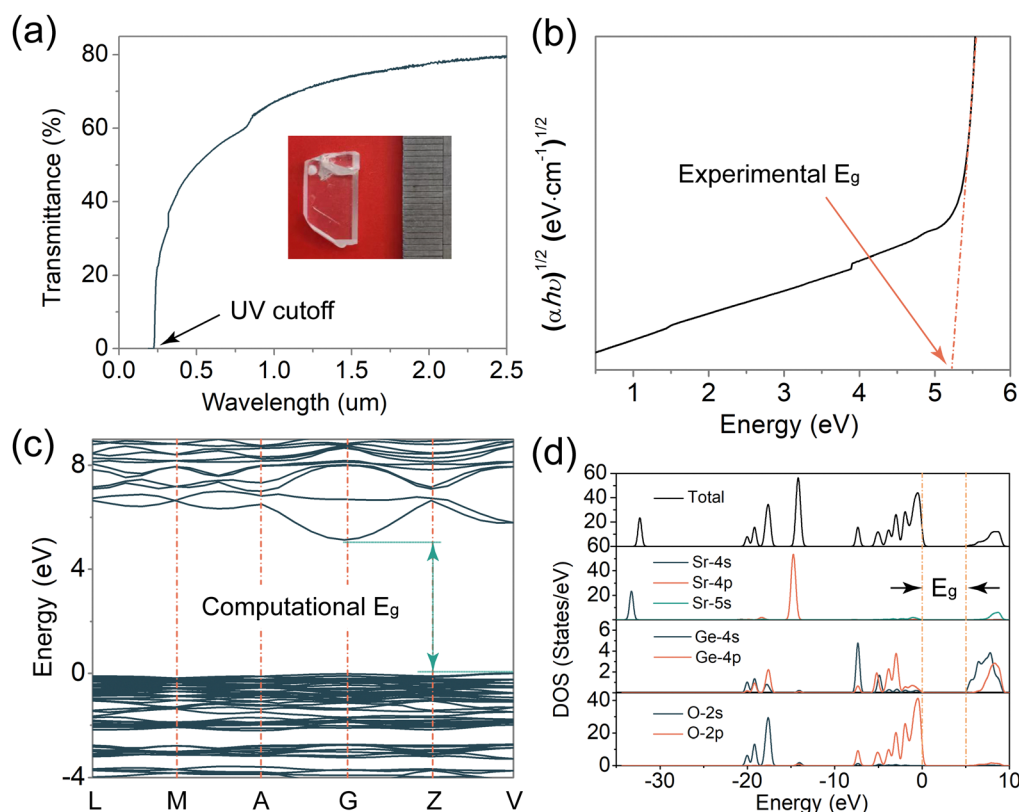 (a)
80
60
40
20
0
Transmittance (%)
UV cutoff
0.0 0.5 1.0 1.5 2.0 2.5
Wavelength (um)
(b)
(αhυ)1/2 (eV·cm-1)1/2
Experimental Eg
1 2 3 4 5 6
Energy (eV)
(c)
8
4
0
−4
Energy (eV)
Computational Eg
L M A G Z V
(d)
DOS (States/eV)
60
40
20
60
Total
40
20
0
Sr-4s
Sr-4p
Sr-5s
Eg
6
4
2
0
Ge-4s
Ge-4p
40
20
0
O-2s
O-2p
-30 -20 -10 0 10
Energy (eV)